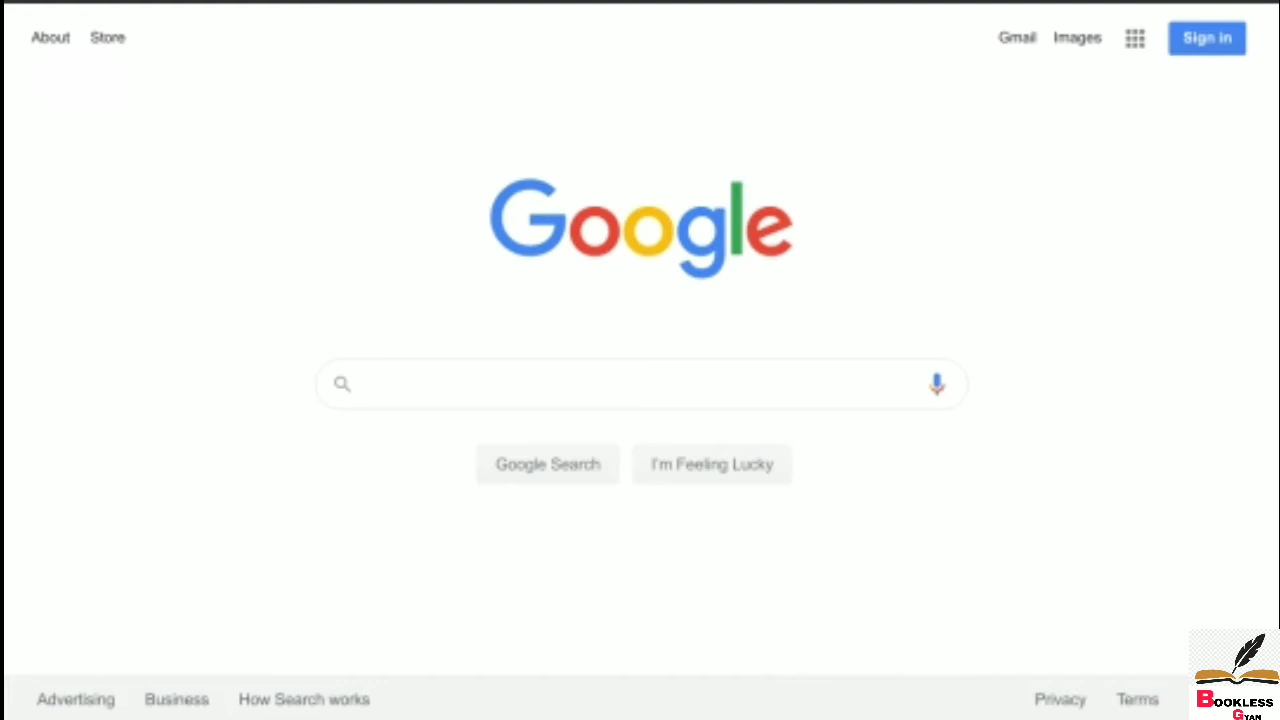 About Store Gmail Images Sign in
Google
Google Search I'm Feeling Lucky
Advertising Business How Search works Privacy Terms
BOOKLESS
GYAN